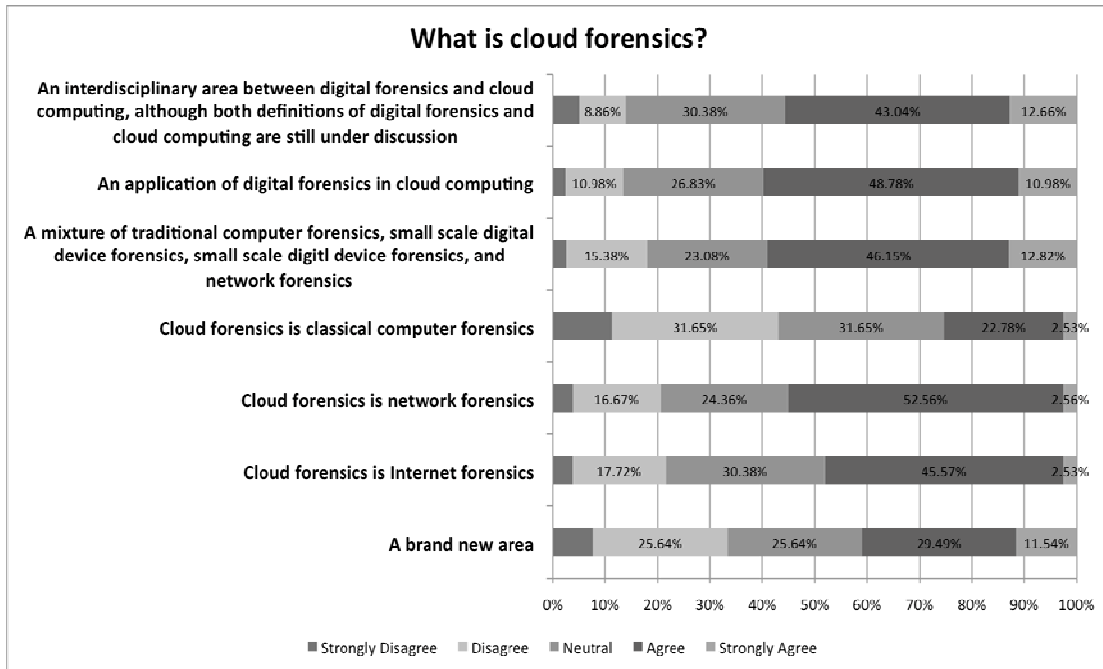 What is cloud forensics?
An interdisciplinary area between digital forensics and cloud
computing, although both definitions of digital forensics and
cloud computing are still under discussion
8.86% 30.38% 43.04% 12.66%
An application of digital forensics in cloud computing
10.98% 26.83% 48.78% 10.98%
A mixture of traditional computer forensics, small scale digital
device forensics, small scale digitl device forensics, and
network forensics
15.38% 23.08% 46.15% 12.82%
Cloud forensics is classical computer forensics
31.65% 31.65% 22.78% 2.53%
Cloud forensics is network forensics
16.67% 24.36% 52.56% 2.56%
Cloud forensics is Internet forensics
17.72% 30.38% 45.57% 2.53%
A brand new area
25.64% 25.64% 29.49% 11.54%
0% 10% 20% 30% 40% 50% 60% 70% 80% 90% 100%
Strongly Disagree Disagree Neutral Agree Strongly Agree